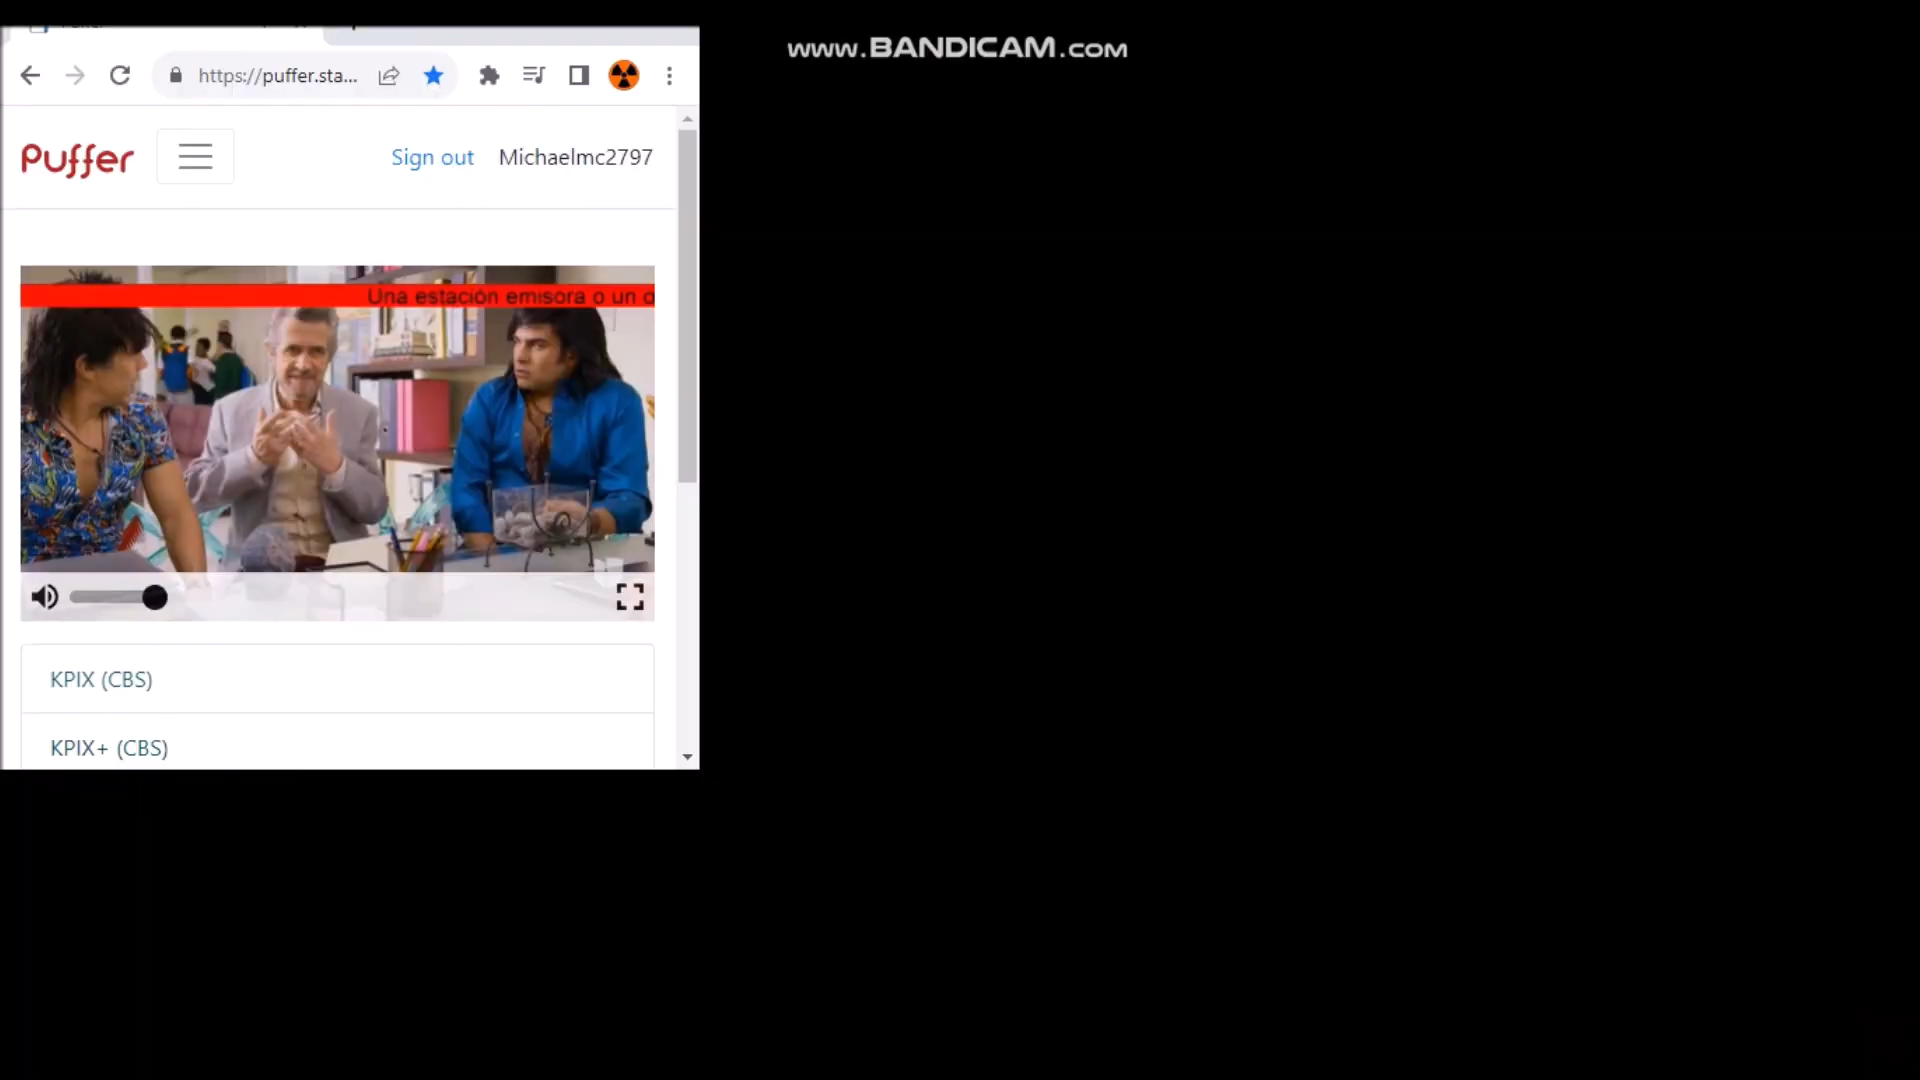 www.BANDICAM.com
https://puffer.sta...
Puffer
Sign out
Michaelmc2797
Una estación emisora o un o
KPIX (CBS)
KPIX+ (CBS)